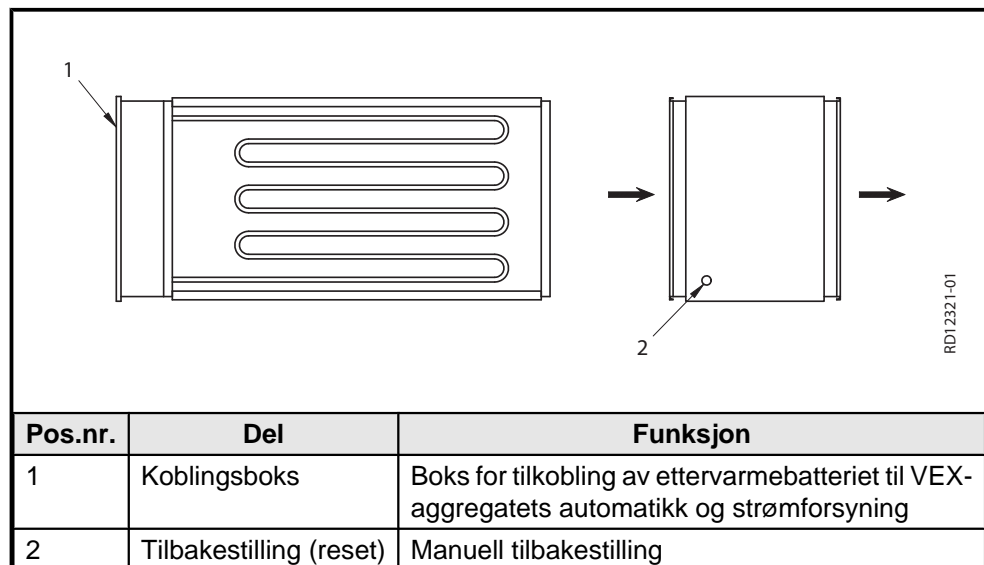 1
2
RD12321-01
Pos.nr. Del Funksjon
1 Koblingsboks Boks for tilkobling av ettervarmebatteriet til VEX-
aggregatets automatikk og strømforsyning
2 Tilbakestilling (reset) Manuell tilbakestilling